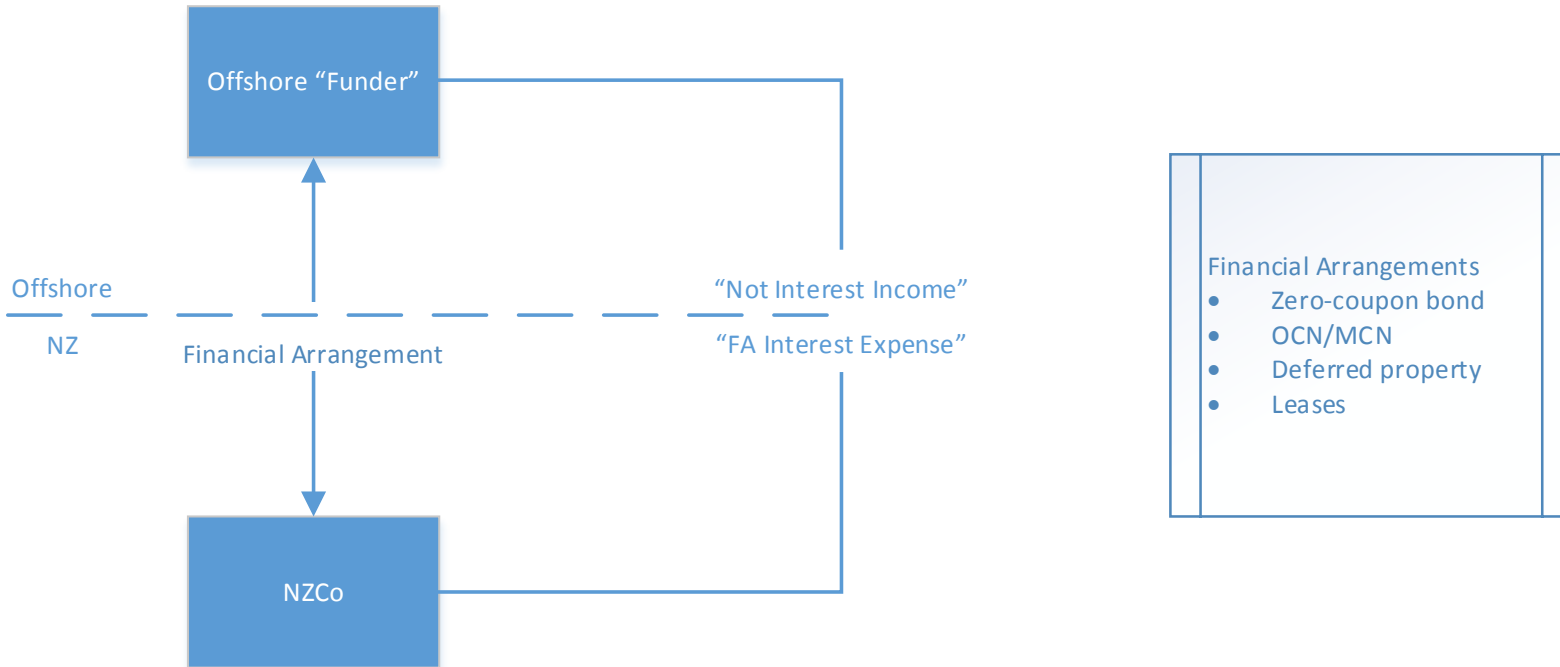 Offshore “Funder”
Offshore
“Not Interest Income”
NZ
Financial Arrangement
“FA Interest Expense”
NZCo
Financial Arrangements
• Zero-coupon bond
• OCN/MCN
• Deferred property
• Leases